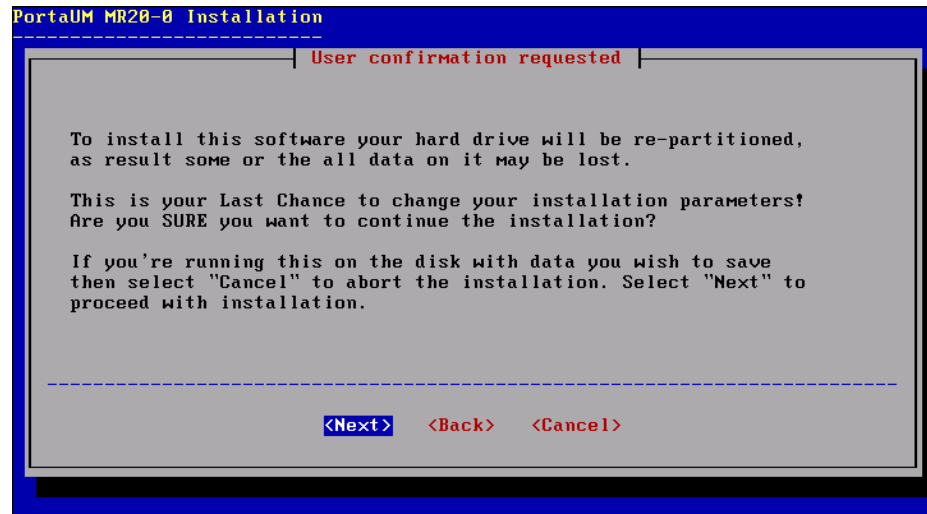 PortaUM MR20-0 Installation
User confirmation requested
To install this software your hard drive will be re-partitioned,
as result some or the all data on it may be lost.
This is your Last Chance to change your installation parameters!
Are you SURE you want to continue the installation?
If you're running this on the disk with data you wish to save
then select "Cancel" to abort the installation. Select "Next" to
proceed with installation.
<Next> <Back> <Cancel>